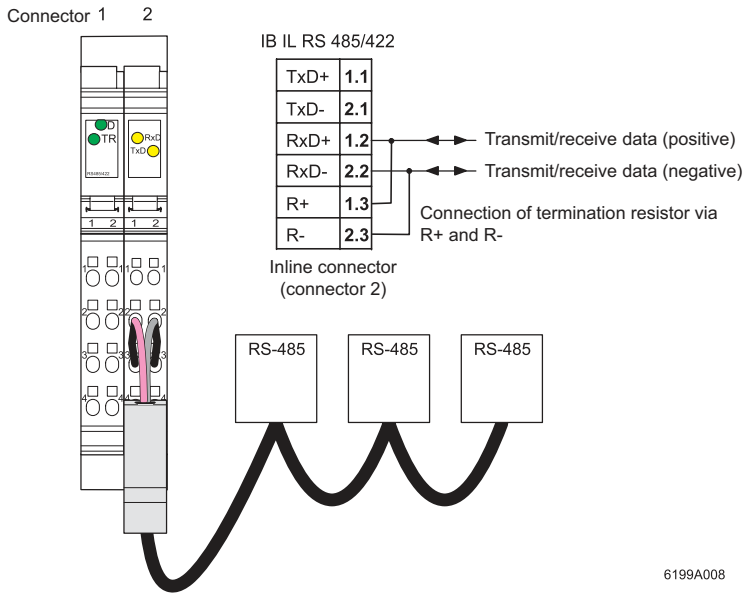 Connector 1 2
IB IL RS 485/422
TxD+ 1.1
TxD- 2.1
RxD+ 1.2
Transmit/receive data (positive)
RxD- 2.2
Transmit/receive data (negative)
R+ 1.3
R- 2.3
Connection of termination resistor via
R+ and R-
Inline connector
(connector 2)
D
TR
RxD
TxD
RS485/422
1 2 1 2
1 1 1 1
2 2 2 2
3 3 3 3
4 4 4 4
RS-485
RS-485
RS-485
6199A008